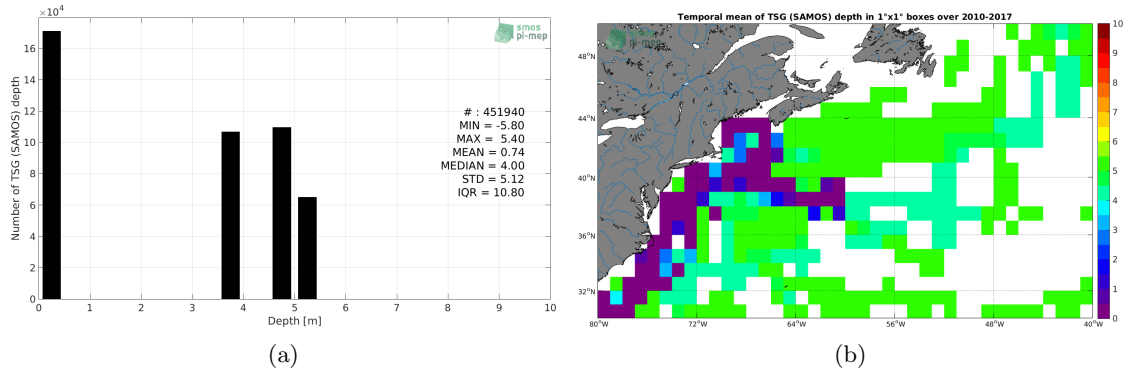 ×10⁴
16
14
12
10
8
6
4
2
0
Number of TSG (SAMOS) depth
0 1 2 3 4 5 6 7 8 9 10
Depth [m]
smos
pi-mep
# : 451940
MIN = -5.80
MAX = 5.40
MEAN = 0.74
MEDIAN = 4.00
STD = 5.12
IQR = 10.80
(a)
Temporal mean of TSG (SAMOS) depth in 1°x1° boxes over 2010-2017
smos
pi-mep
48°N
44°N
40°N
36°N
32°N
80°W 72°W 64°W 56°W 48°W 40°W
10
9
8
7
6
5
4
3
2
1
0
(b)